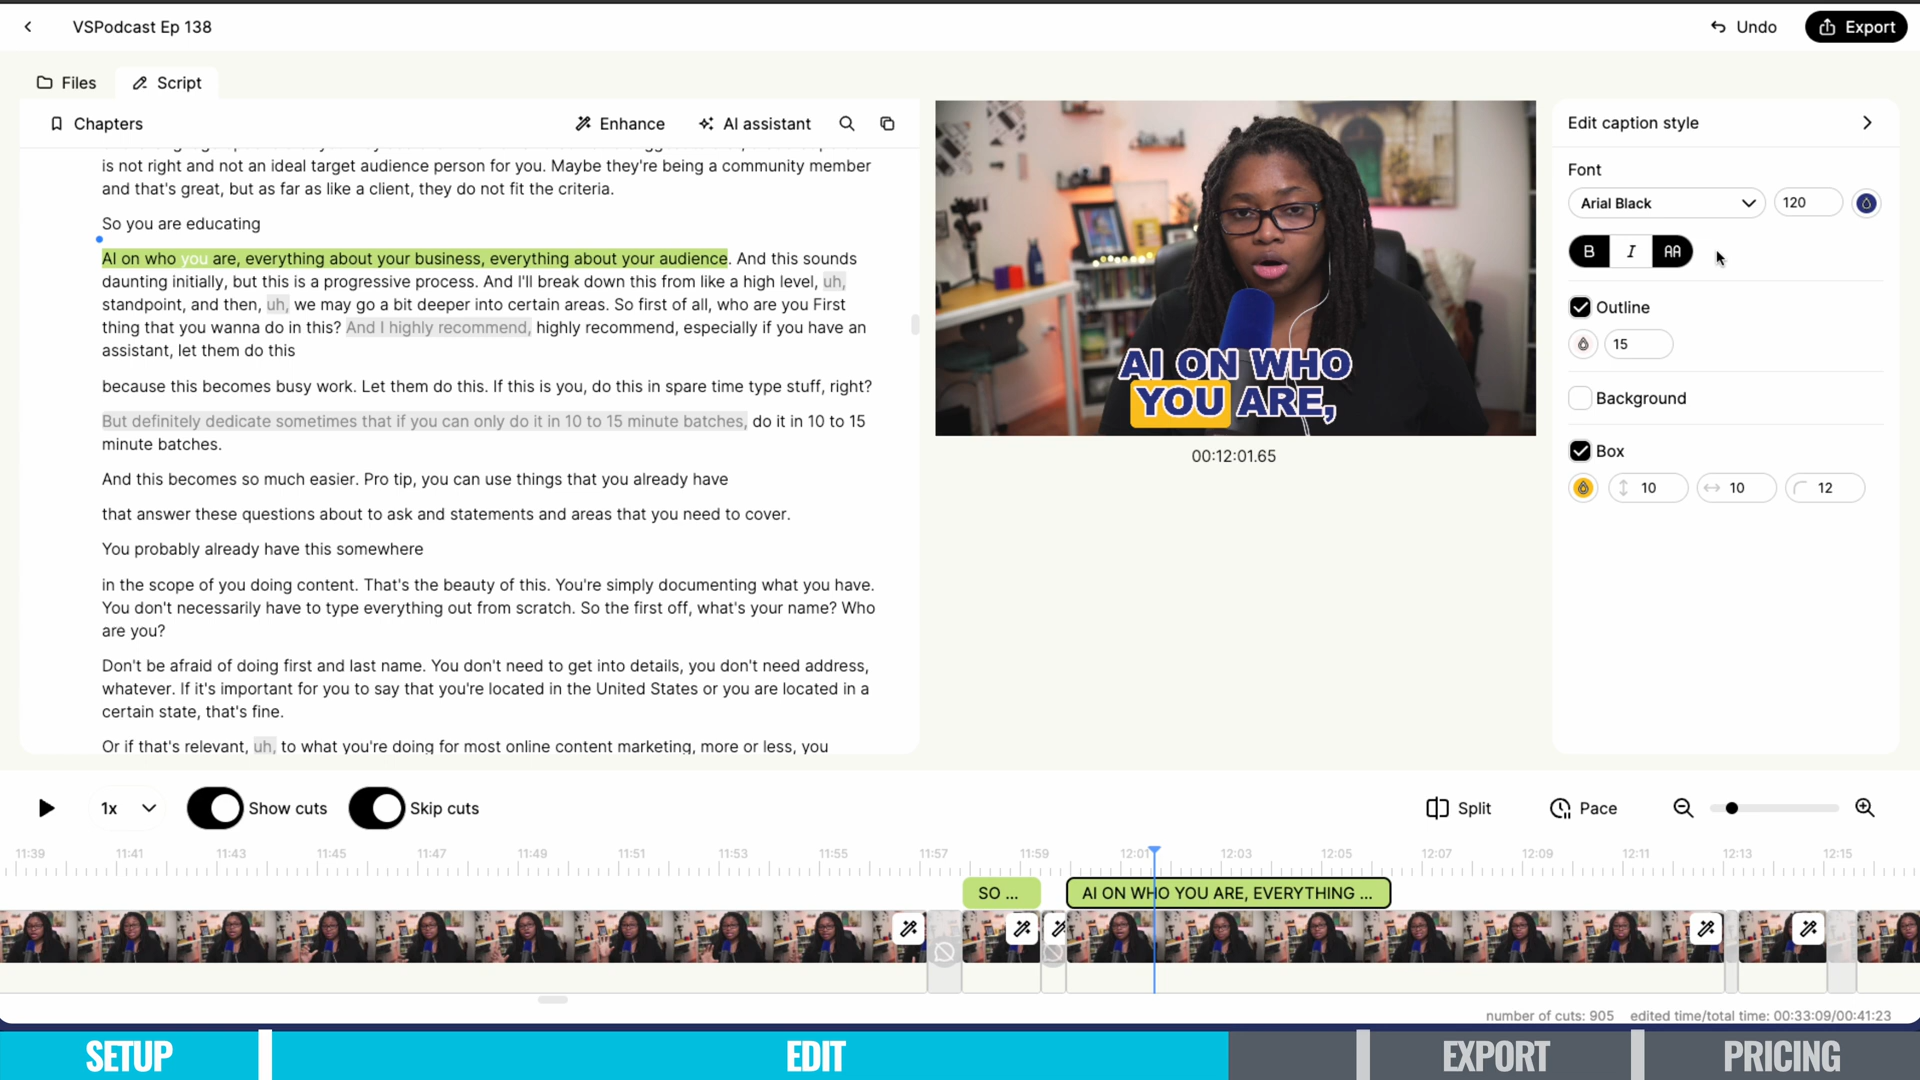 VSPodcast Ep 138
Undo
Export
Files
Script
Chapters
Enhance
AI assistant
is not right and not an ideal target audience person for you. Maybe they're being a community member
and that's great, but as far as like a client, they do not fit the criteria.
So you are educating
AI on who you are, everything about your business, everything about your audience. And this sounds
daunting initially, but this is a progressive process. And I'll break down this from like a high level, uh,
standpoint, and then, uh, we may go a bit deeper into certain areas. So first of all, who are you First
thing that you wanna do in this? And I highly recommend, highly recommend, especially if you have an
assistant, let them do this
because this becomes busy work. Let them do this. If this is you, do this in spare time type stuff, right?
But definitely dedicate sometimes that if you can only do it in 10 to 15 minute batches, do it in 10 to 15
minute batches.
And this becomes so much easier. Pro tip, you can use things that you already have
that answer these questions about to ask and statements and areas that you need to cover.
You probably already have this somewhere
in the scope of you doing content. That's the beauty of this. You're simply documenting what you have.
You don't necessarily have to type everything out from scratch. So the first off, what's your name? Who
are you?
Don't be afraid of doing first and last name. You don't need to get into details, you don't need address,
whatever. If it's important for you to say that you're located in the United States or you are located in a
certain state, that's fine.
Or if that's relevant, uh, to what you're doing for most online content marketing, more or less, you
AI ON WHO
YOU ARE,
00:12:01.65
Edit caption style
Font
Arial Black
120
B I AA
Outline
15
Background
Box
10 10 12
1x
Show cuts
Skip cuts
Split
Pace
11:39 11:41 11:43 11:45 11:47 11:49 11:51 11:53 11:55 11:57 11:59 12:01 12:03 12:05 12:07 12:09 12:11 12:13 12:15
SO ...
AI ON WHO YOU ARE, EVERYTHING ...
number of cuts: 905 edited time/total time: 00:33:09/00:41:23
SETUP EDIT EXPORT PRICING